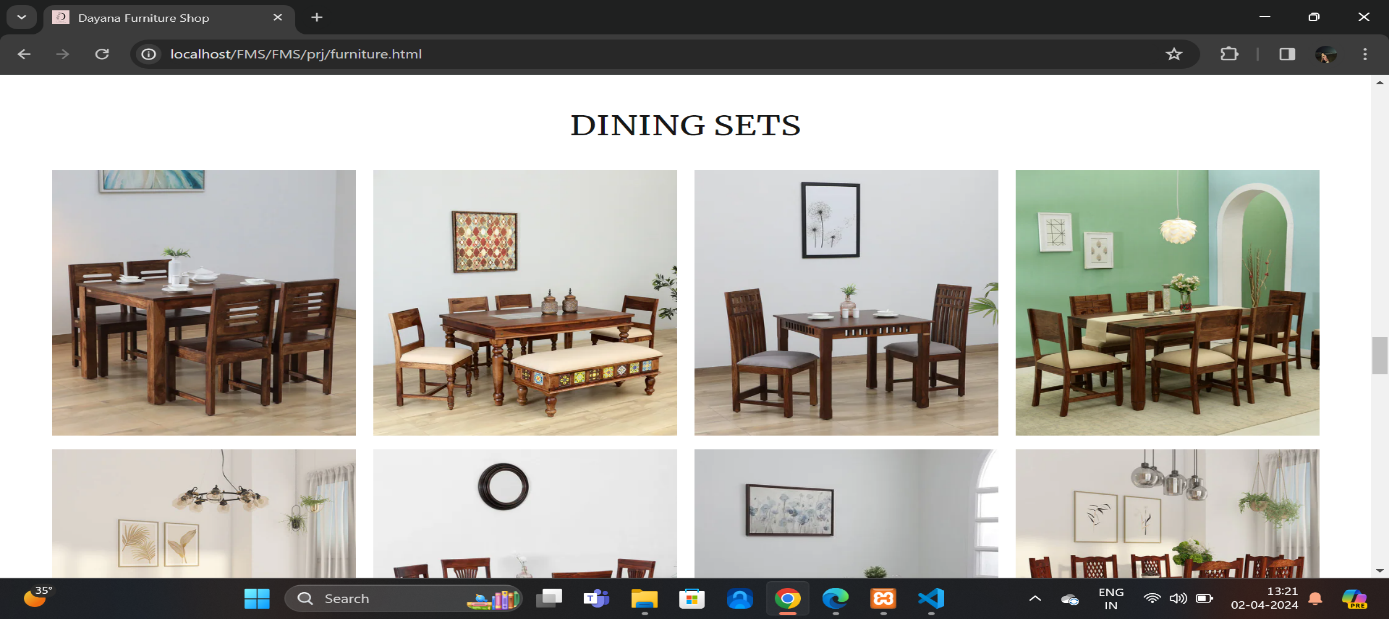 Dayana Furniture Shop
localhost/FMS/FMS/prj/furniture.html
DINING SETS
35°
Search
ENG
IN
13:21
02-04-2024
PRE